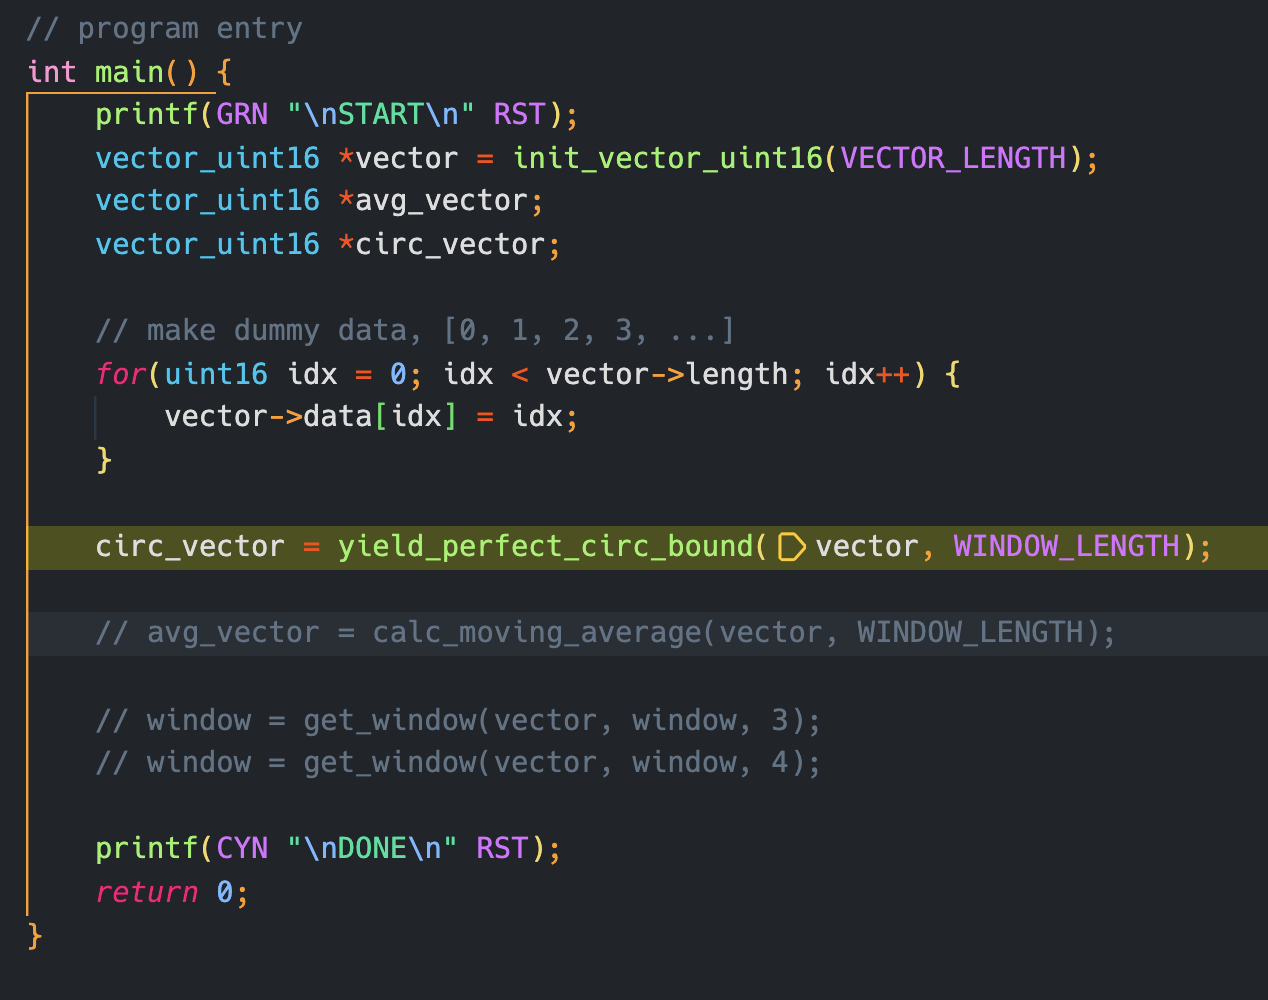 // program entry
int main() {
printf(GRN "\nSTART\n" RST);
vector_uint16 *vector = init_vector_uint16(VECTOR_LENGTH);
vector_uint16 *avg_vector;
vector_uint16 *circ_vector;
// make dummy data, [0, 1, 2, 3, ...]
for(uint16 idx = 0; idx < vector->length; idx++) {
vector->data[idx] = idx;
}
circ_vector = yield_perfect_circ_bound(vector, WINDOW_LENGTH);
// avg_vector = calc_moving_average(vector, WINDOW_LENGTH);
// window = get_window(vector, window, 3);
// window = get_window(vector, window, 4);
printf(CYN "\nDONE\n" RST);
return 0;
}